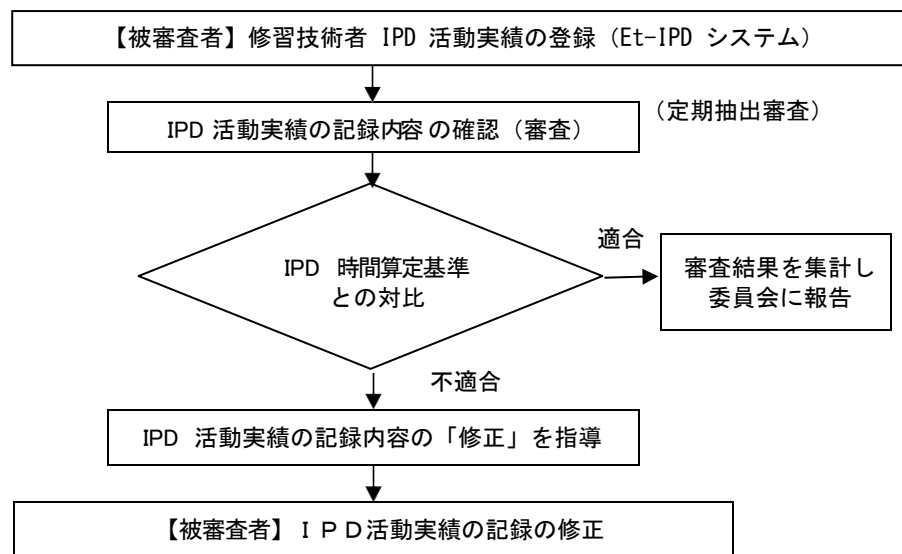 【被審査者】修習技術者 IPD 活動実績の登録（Et-IPD システム）
IPD 活動実績の記録内容の確認（審査）
（定期抽出審査）
IPD 時間算定基準
との対比
適合
審査結果を集計し
委員会に報告
不適合
IPD 活動実績の記録内容の「修正」を指導
【被審査者】ＩＰＤ活動実績の記録の修正